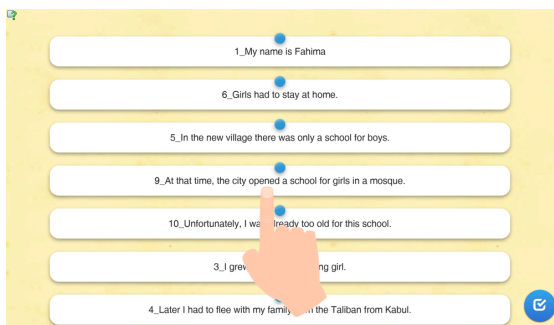 1_My name is Fahima
6_Girls had to stay at home.
5_In the new village there was only a school for boys.
9_At that time, the city opened a school for girls in a mosque.
10_Unfortunately, I was already too old for this school.
3_I grew girl.
4_Later I had to flee with my family the Taliban from Kabul.